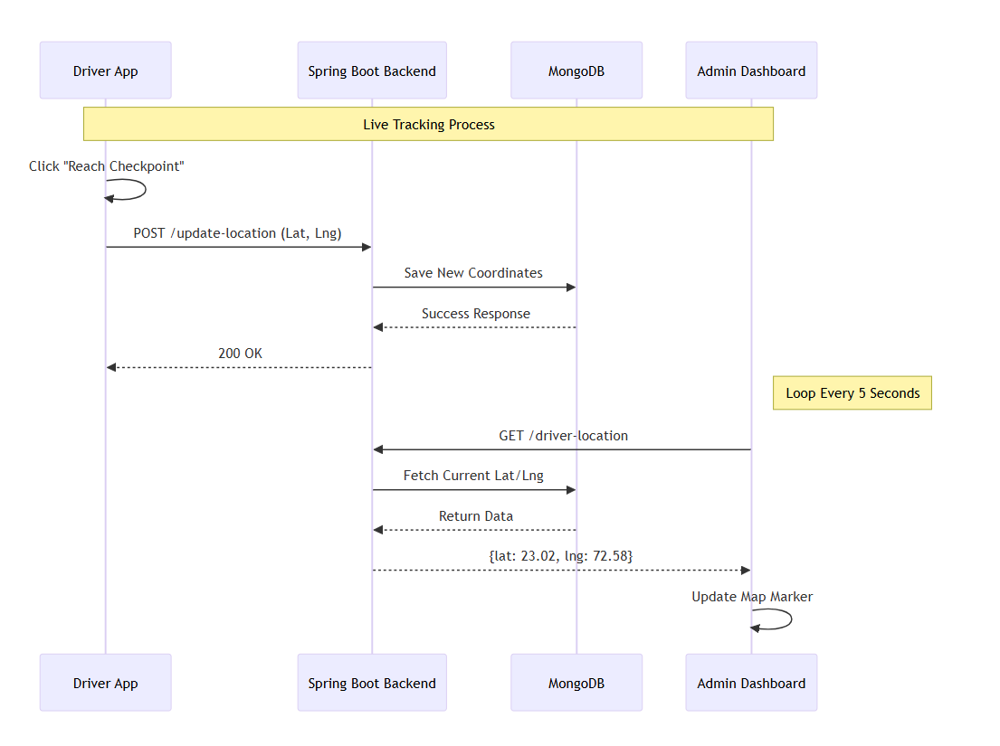 Driver App
Spring Boot Backend
MongoDB
Admin Dashboard
Live Tracking Process
Click "Reach Checkpoint"
POST /update-location (Lat, Lng)
Save New Coordinates
Success Response
200 OK
Loop Every 5 Seconds
GET /driver-location
Fetch Current Lat/Lng
Return Data
{lat: 23.02, lng: 72.58}
Update Map Marker
Driver App
Spring Boot Backend
MongoDB
Admin Dashboard